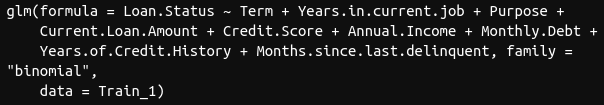 glm(formula = Loan.Status ~ Term + Years.in.current.job + Purpose +
    Current.Loan.Amount + Credit.Score + Annual.Income + Monthly.Debt +
    Years.of.Credit.History + Months.since.last.delinquent, family =
"binomial",
    data = Train_1)